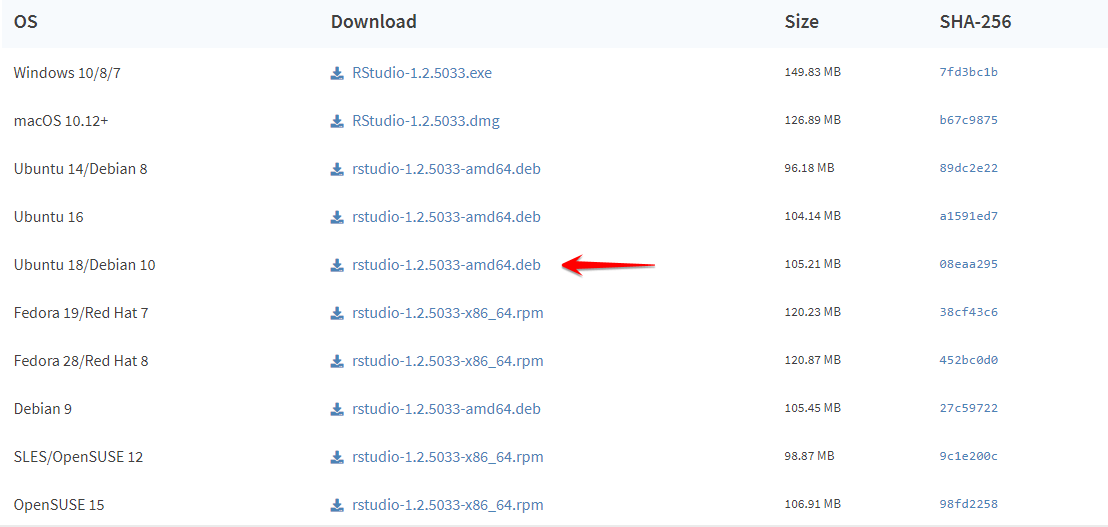 OS Download Size SHA-256
Windows 10/8/7 RStudio-1.2.5033.exe 149.83 MB 7fd3bc1b
macOS 10.12+ RStudio-1.2.5033.dmg 126.89 MB b67c9875
Ubuntu 14/Debian 8 rstudio-1.2.5033-amd64.deb 96.18 MB 89dc2e22
Ubuntu 16 rstudio-1.2.5033-amd64.deb 104.14 MB a1591ed7
Ubuntu 18/Debian 10 rstudio-1.2.5033-amd64.deb 105.21 MB 08eaa295
Fedora 19/Red Hat 7 rstudio-1.2.5033-x86_64.rpm 120.23 MB 38cf43c6
Fedora 28/Red Hat 8 rstudio-1.2.5033-x86_64.rpm 120.87 MB 452bc0d0
Debian 9 rstudio-1.2.5033-amd64.deb 105.45 MB 27c59722
SLES/OpenSUSE 12 rstudio-1.2.5033-x86_64.rpm 98.87 MB 9c1e200c
OpenSUSE 15 rstudio-1.2.5033-x86_64.rpm 106.91 MB 98fd2258